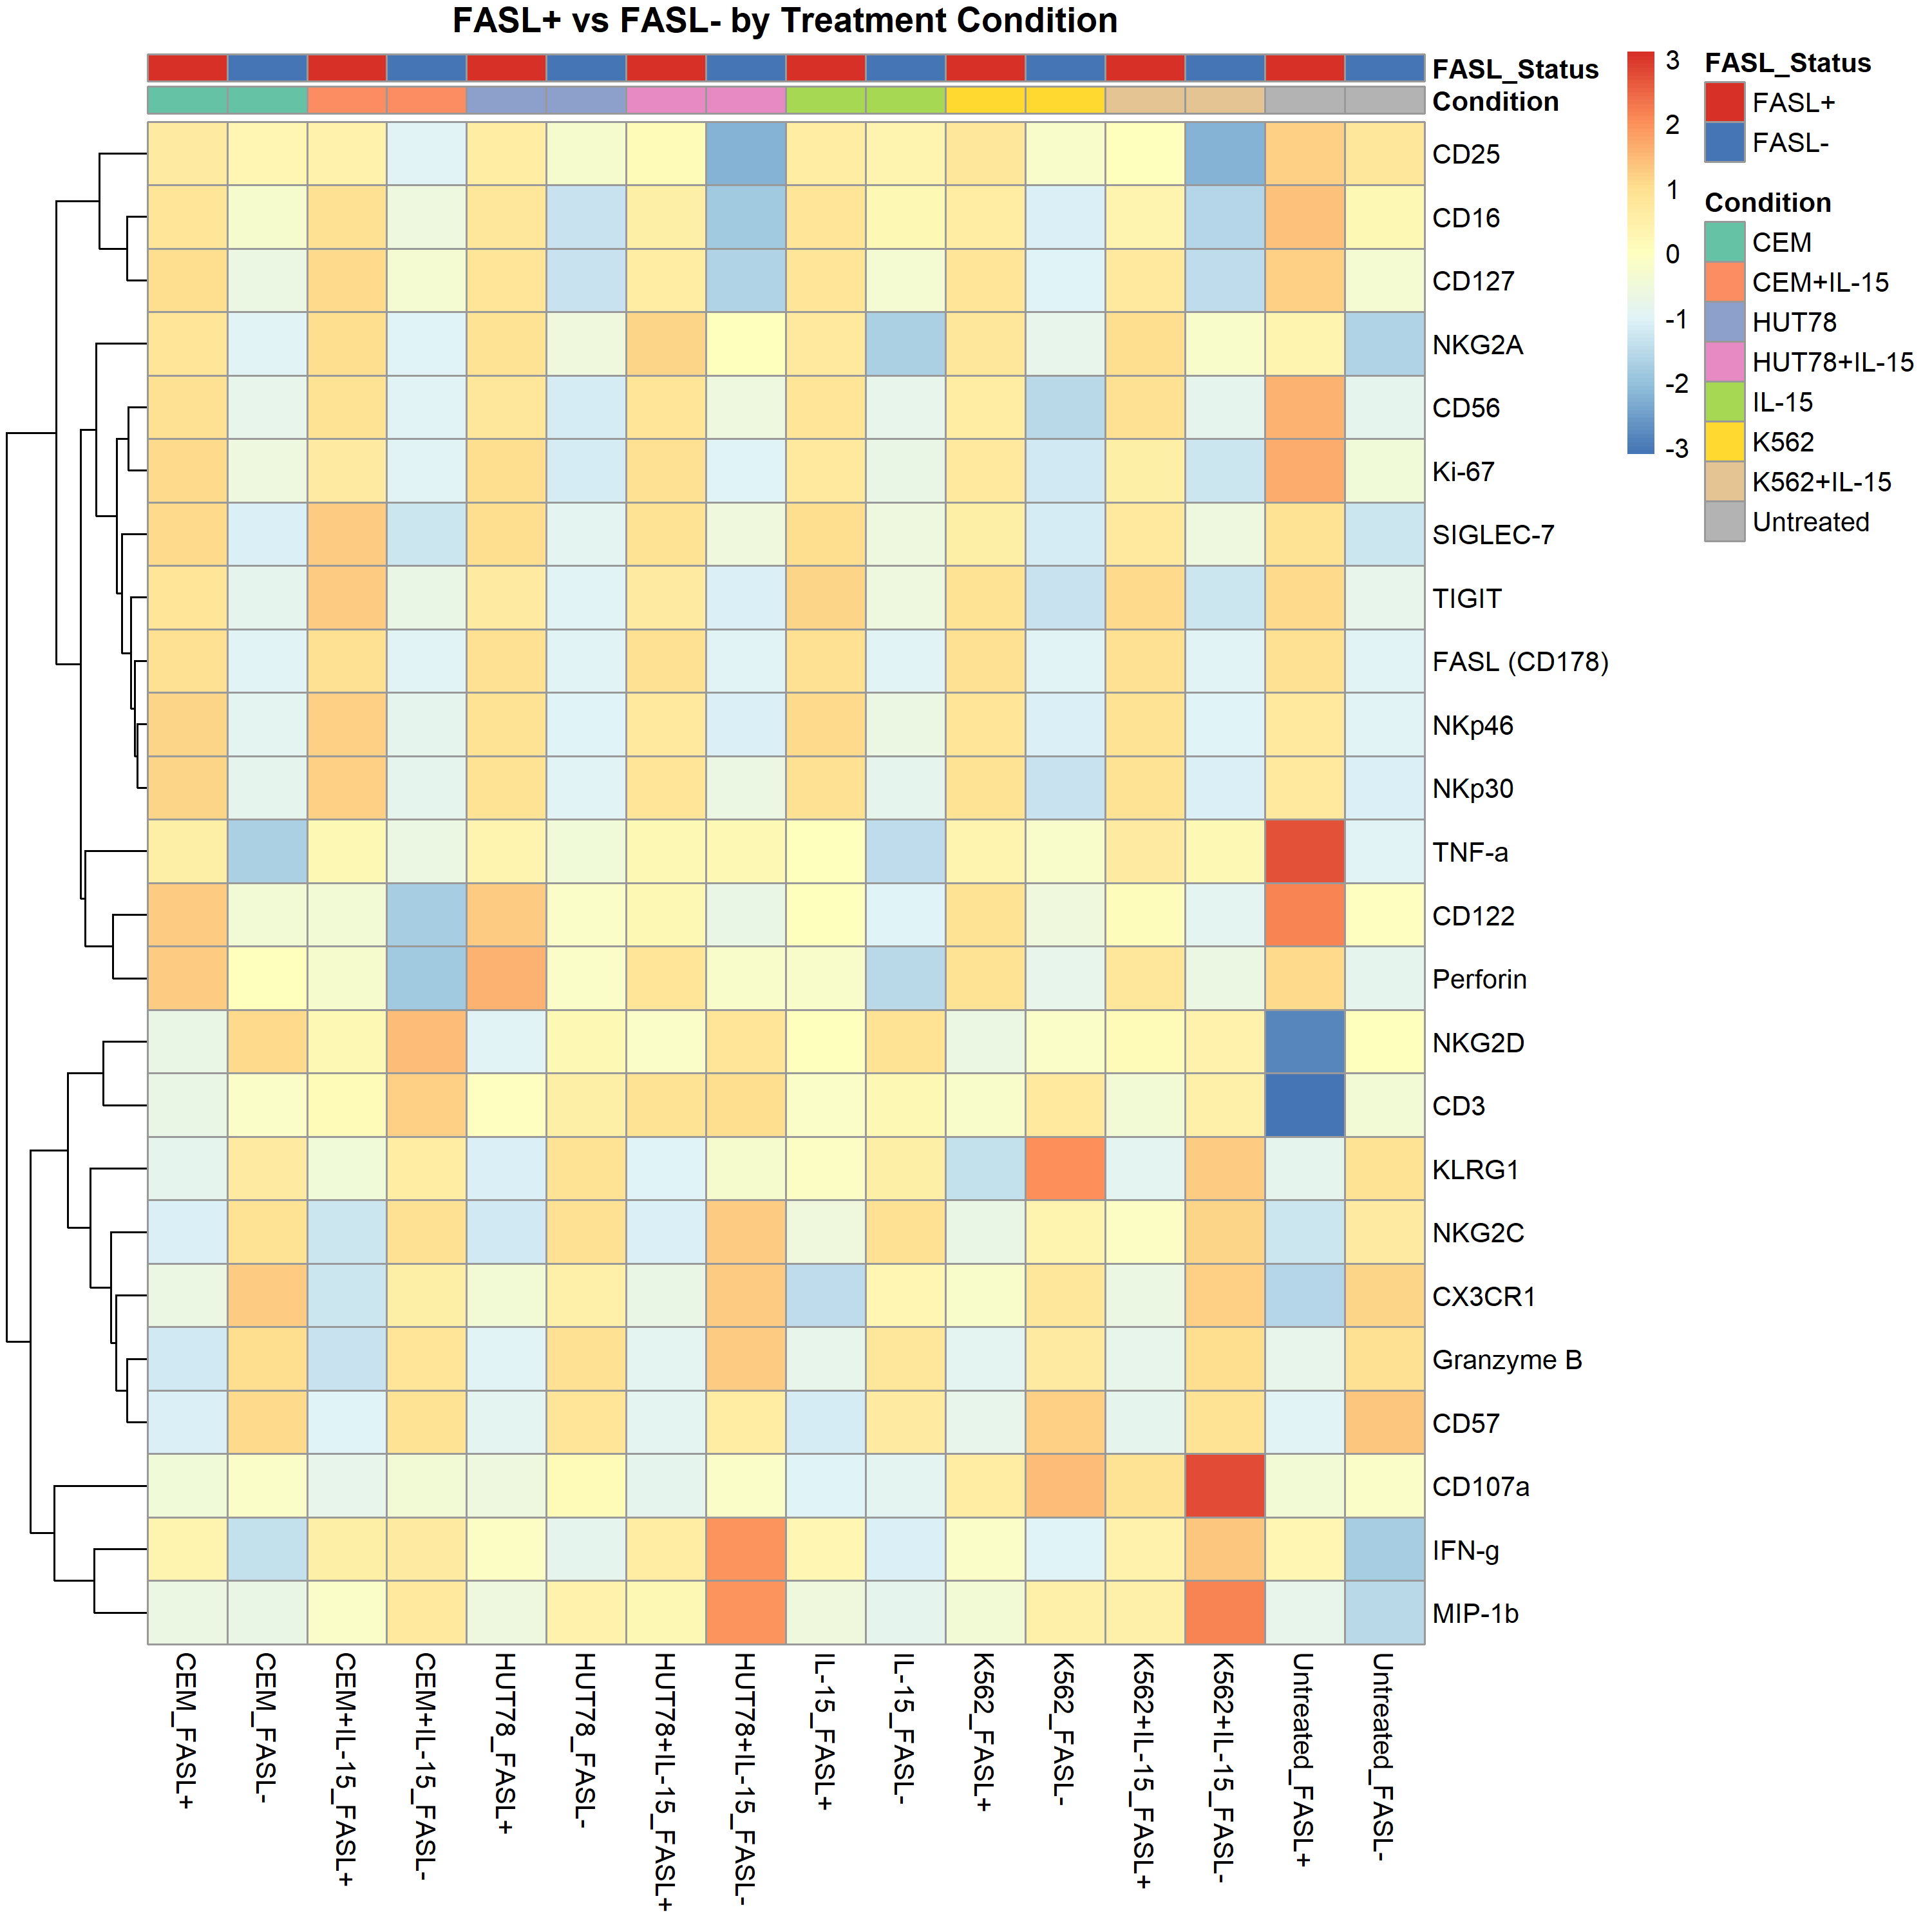 FASL+ vs FASL- by Treatment Condition
FASL_Status
Condition
CD25
CD16
CD127
NKG2A
CD56
Ki-67
SIGLEC-7
TIGIT
FASL (CD178)
NKp46
NKp30
TNF-a
CD122
Perforin
NKG2D
CD3
KLRG1
NKG2C
CX3CR1
Granzyme B
CD57
CD107a
IFN-g
MIP-1b
CEM_FASL+
CEM_FASL-
CEM+IL-15_FASL+
CEM+IL-15_FASL-
HUT78_FASL+
HUT78_FASL-
HUT78+IL-15_FASL+
HUT78+IL-15_FASL-
IL-15_FASL+
IL-15_FASL-
K562_FASL+
K562_FASL-
K562+IL-15_FASL+
K562+IL-15_FASL-
Untreated_FASL+
Untreated_FASL-
3
2
1
0
-1
-2
-3
FASL_Status
FASL+
FASL-
Condition
CEM
CEM+IL-15
HUT78
HUT78+IL-15
IL-15
K562
K562+IL-15
Untreated